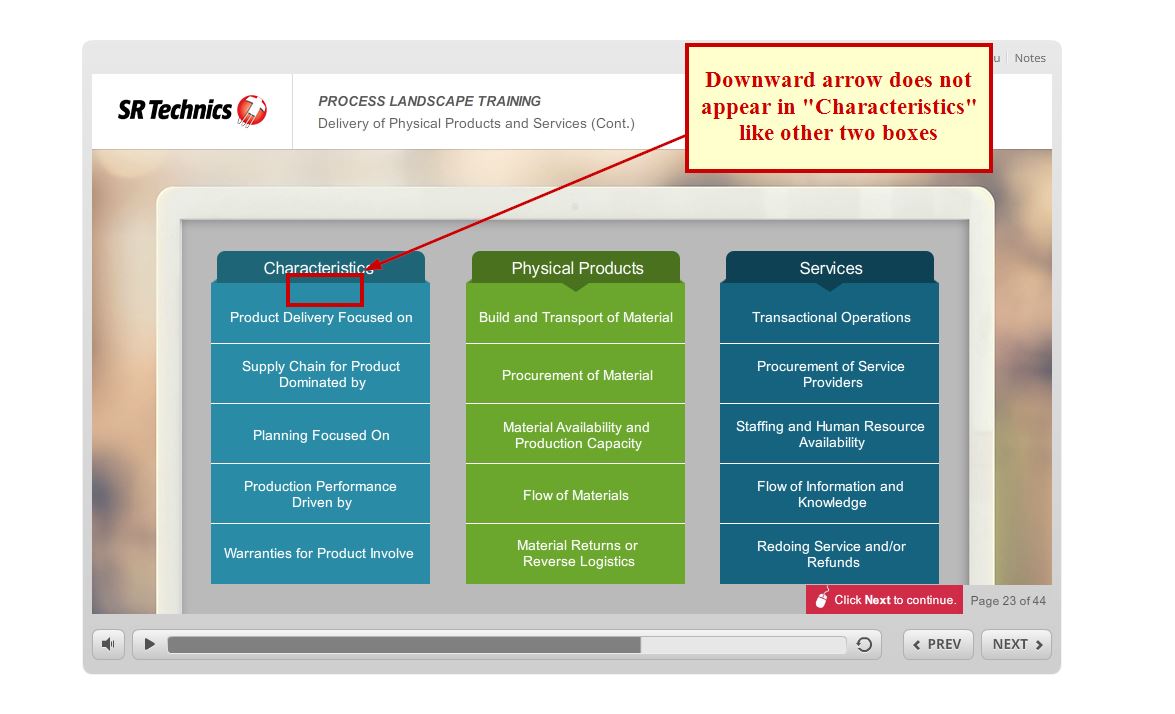 Downward arrow does not
appear in "Characteristics"
like other two boxes
Notes
SR Technics
PROCESS LANDSCAPE TRAINING
Delivery of Physical Products and Services (Cont.)
Characteristics
Product Delivery Focused on
Supply Chain for Product
Dominated by
Planning Focused On
Production Performance
Driven by
Warranties for Product Involve
Physical Products
Build and Transport of Material
Procurement of Material
Material Availability and
Production Capacity
Flow of Materials
Material Returns or
Reverse Logistics
Services
Transactional Operations
Procurement of Service
Providers
Staffing and Human Resource
Availability
Flow of Information and
Knowledge
Redoing Service and/or
Refunds
Click Next to continue.
Page 23 of 44
PREV
NEXT